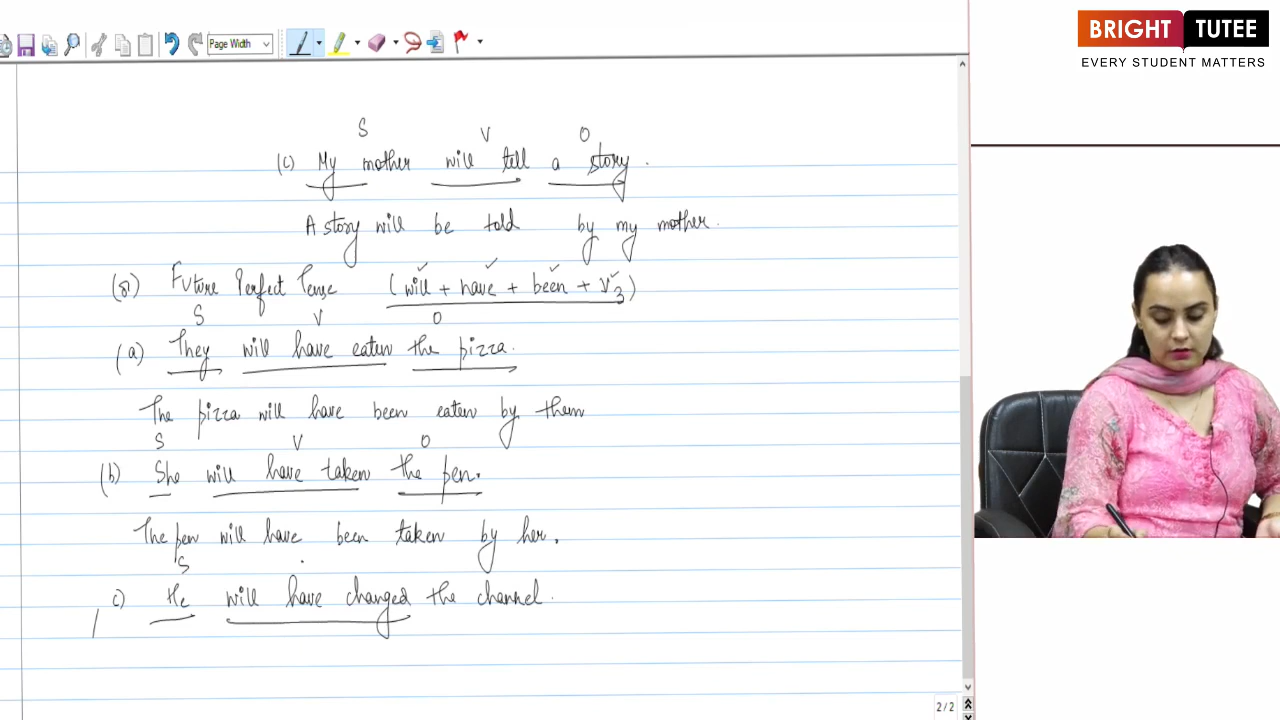 Page Width
BRIGHT TUTEE
EVERY STUDENT MATTERS
S V O
(c) My mother will tell a story.
A story will be told by my mother.
(8) Future Perfect Tense (will + have + been + V3)
S V O
(a) They will have eaten the pizza.
The pizza will have been eaten by them
S V O
(b) She will have taken the pen.
The pen will have been taken by her.
S
c) He will have changed the channel.
2/2